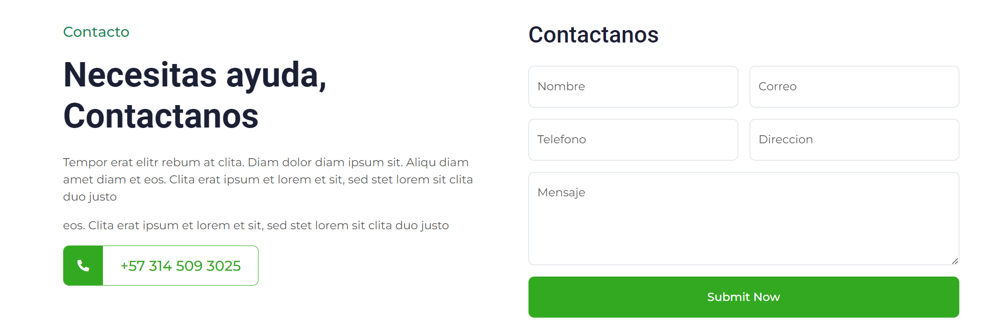 Contacto
Necesitas ayuda,
Contactanos
Tempor erat elitr rebum at clita. Diam dolor diam ipsum sit. Aliqu diam
amet diam et eos. Clita erat ipsum et lorem et sit, sed stet lorem sit clita
duo justo
eos. Clita erat ipsum et lorem et sit, sed stet lorem sit clita duo justo
+57 314 509 3025
Contactanos
Nombre
Correo
Telefono
Direccion
Mensaje
Submit Now